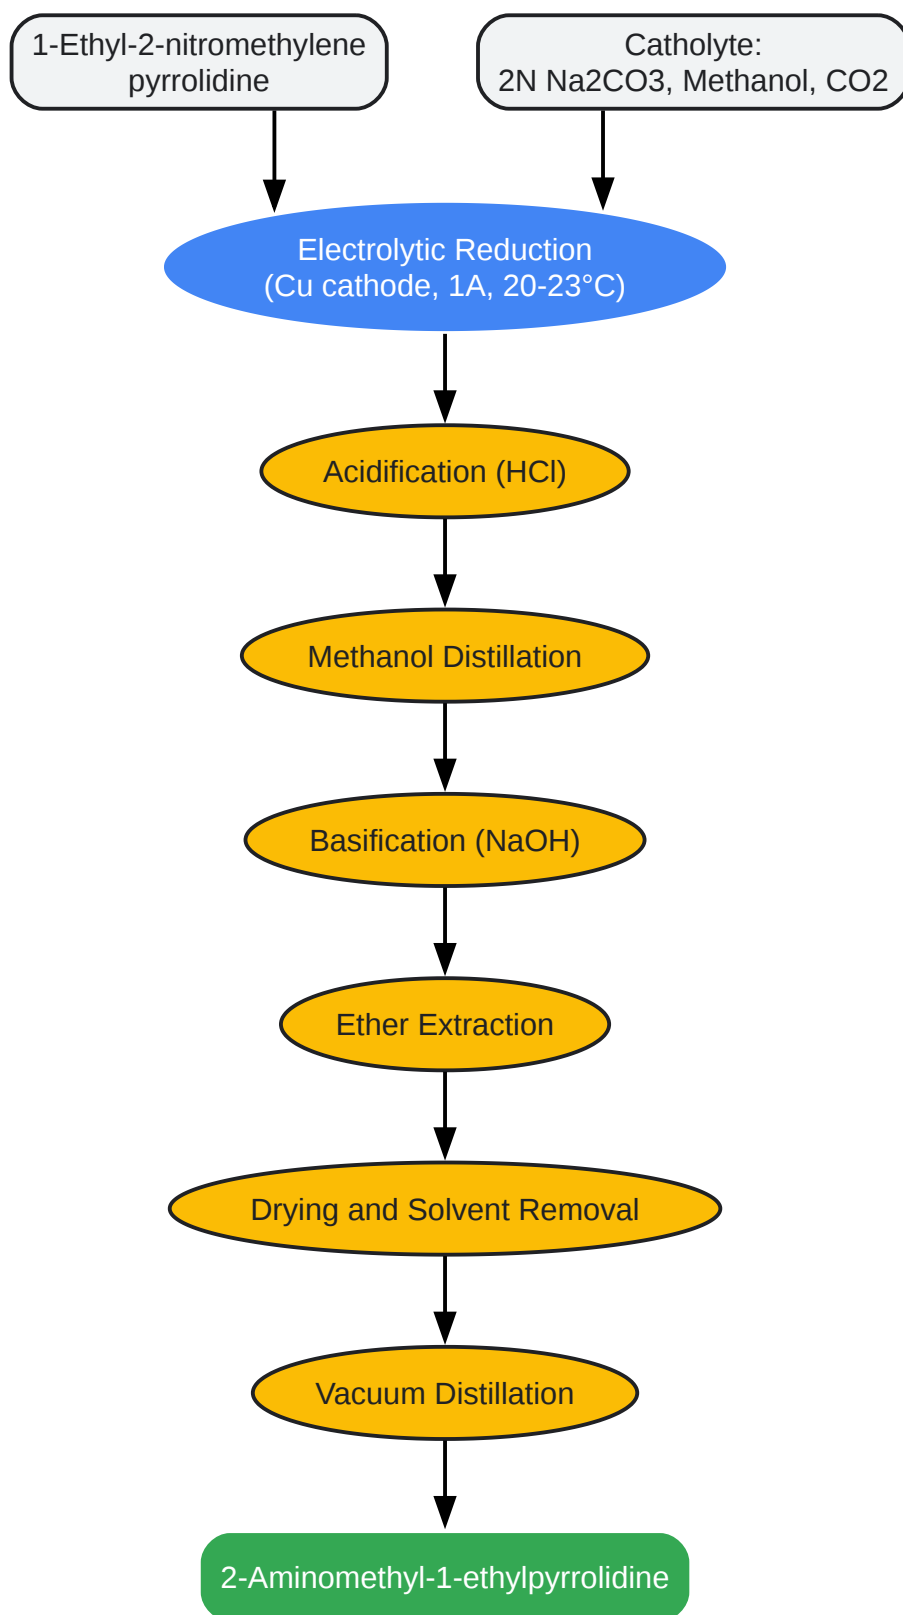 1-Ethyl-2-nitromethylene
pyrrolidine
Catholyte:
2N Na2CO3, Methanol, CO2
Electrolytic Reduction
(Cu cathode, 1A, 20-23°C)
Acidification (HCl)
Methanol Distillation
Basification (NaOH)
Ether Extraction
Drying and Solvent Removal
Vacuum Distillation
2-Aminomethyl-1-ethylpyrrolidine